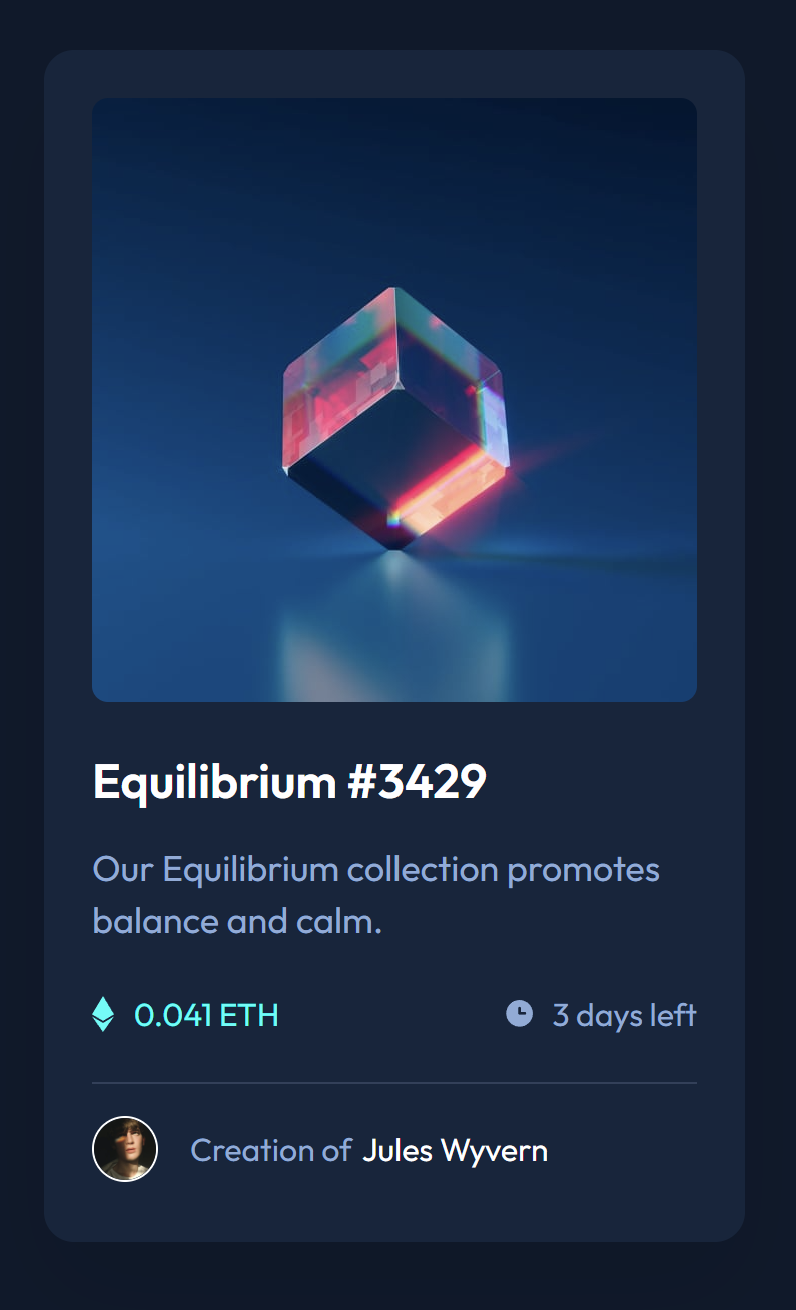 Equilibrium #3429
Our Equilibrium collection promotes
balance and calm.
0.041 ETH
3 days left
Creation of Jules Wyvern